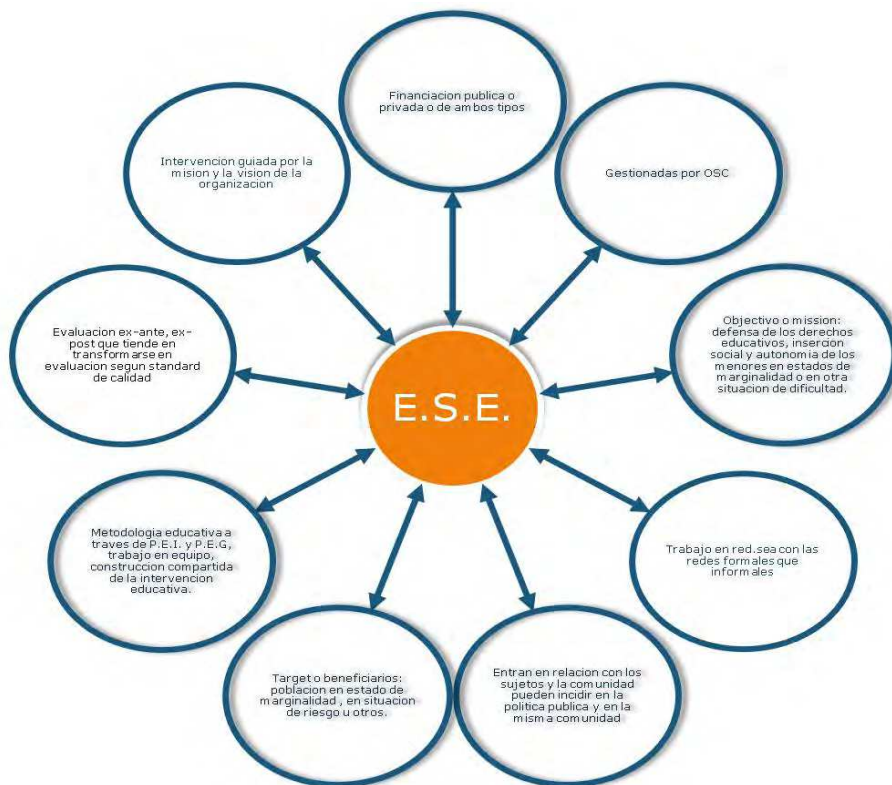 Financiacion publica o
privada o de ambos tipos
Gestionadas por OSC
Objectivo o mission:
defensa de los derechos
educativos, insercion
social y autonomia de los
menores en estados de
marginalidad o en otra
situacion de dificultad.
Trabajo en red.sea con las
redes formales que
informales
Entran en relacion con los
sujetos y la comunidad
pueden incidir en la
politica publica y en la
misma comunidad
Target o beneficiarios:
poblacion en estado de
marginalidad , en situacion
de riesgo u otros.
Metodologia educativa a
traves de P.E.I. y P.E.G,
trabajo en equipo,
construccion compartida
de la intervencion
educativa.
Evaluacion ex-ante, ex-
post que tiende en
transformarse en
evaluacion segun standard
de calidad
Intervencion guiada por la
mision y la vision de la
organizacion
E.S.E.